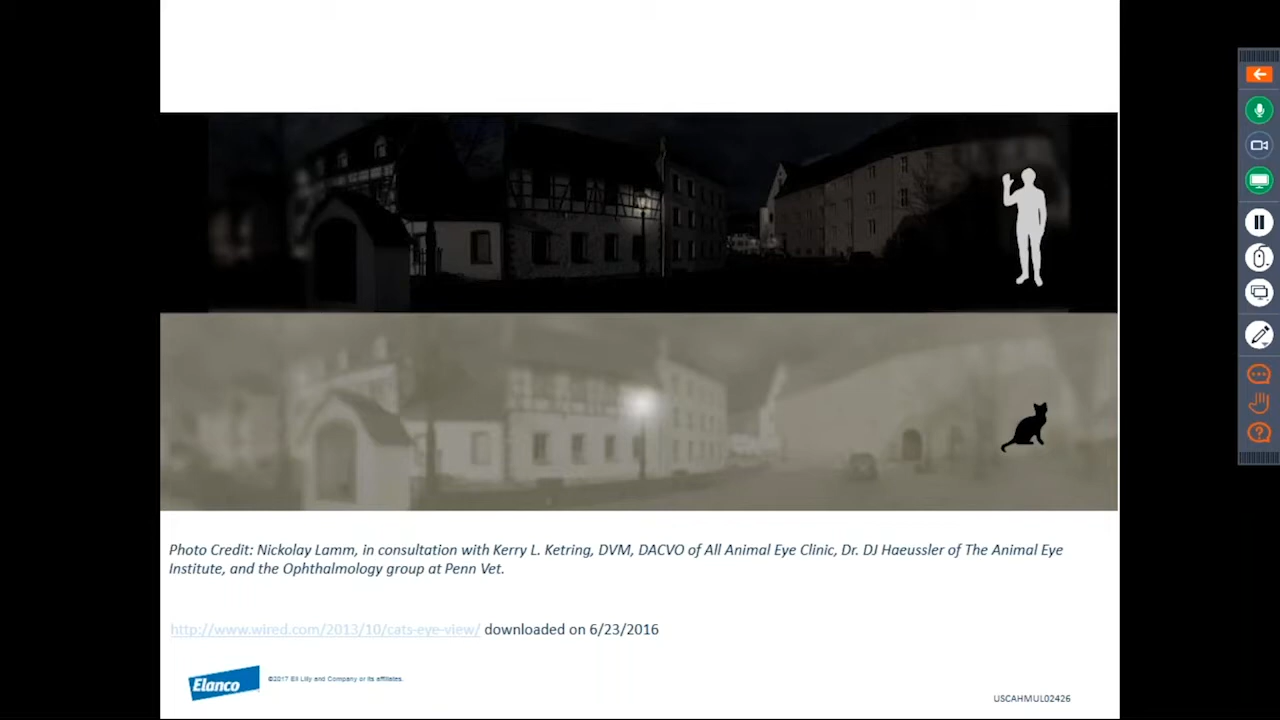 Photo Credit: Nickolay Lamm, in consultation with Kerry L. Ketring, DVM, DACVO of All Animal Eye Clinic, Dr. DJ Haeussler of The Animal Eye
Institute, and the Ophthalmology group at Penn Vet.
http://www.wired.com/2013/10/cats-eye-view/ downloaded on 6/23/2016
Elanco
©2017 Eli Lilly and Company or its affiliates.
USCAHMUL02426